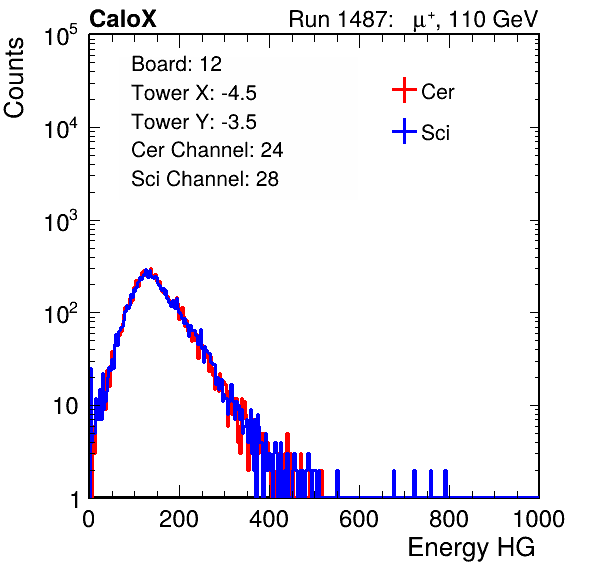 CaloX Run 1487: μ⁺, 110 GeV
Counts
10⁵
10⁴
10³
10²
10
1
Board: 12
Tower X: -4.5
Tower Y: -3.5
Cer Channel: 24
Sci Channel: 28
Cer
Sci
0 200 400 600 800 1000
Energy HG